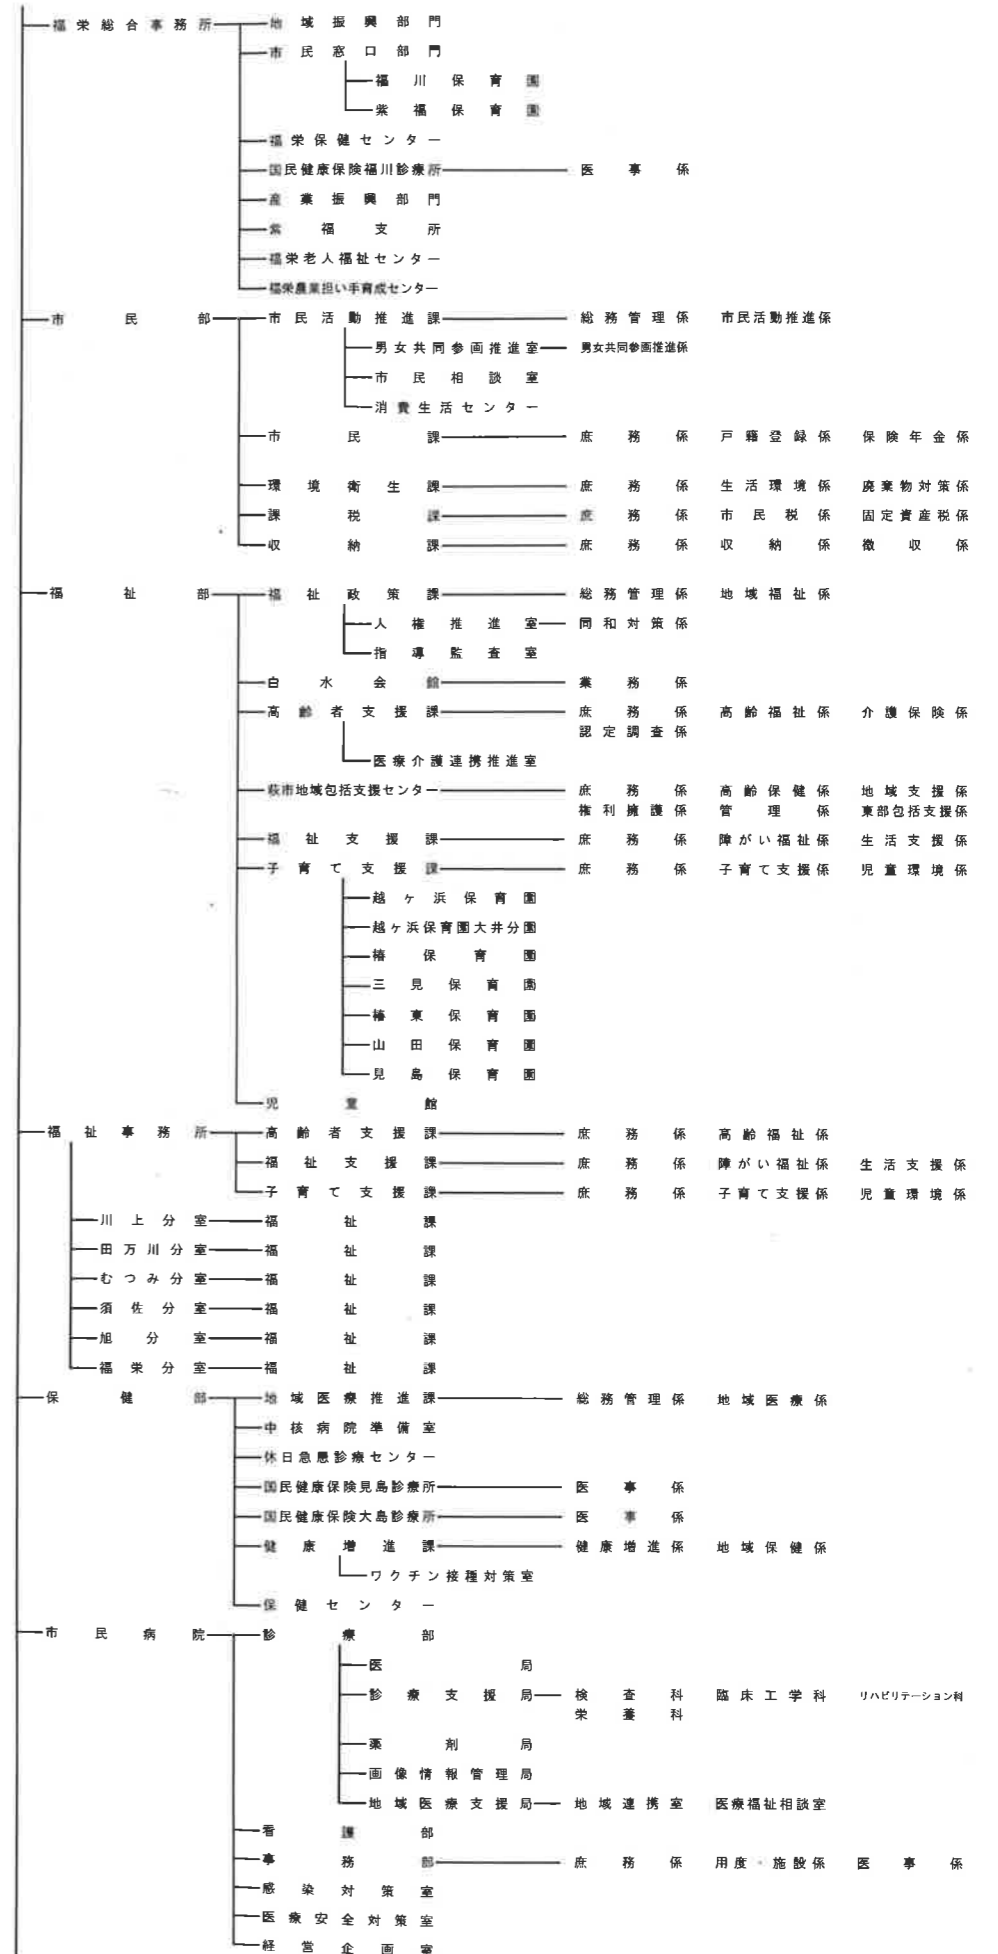 福栄総合事務所 地域振興部門
市民窓口部門
福川保育園
紫福保育園
福栄保健センター
国民健康保険福川診療所 医事係
産業振興部門
紫福支所
福栄老人福祉センター
福栄農業担い手育成センター
市民部 市民活動推進課 総務管理係 市民活動推進係
男女共同参画推進室 男女共同参画推進係
市民相談室
消費生活センター
市民課 庶務係 戸籍登録係 保険年金係
環境衛生課 庶務係 生活環境係 廃棄物対策係
課税課 庶務係 市民税係 固定資産税係
収納課 庶務係 収納係 徴収係
福祉部 福祉政策課 総務管理係 地域福祉係
人権推進室 同和対策係
指導監査室
白水会館 業務係
高齢者支援課 庶務係 高齢福祉係 介護保険係
認定調査係
医療介護連携推進室
萩市地域包括支援センター 庶務係 高齢保健係 地域支援係
権利擁護係 管理係 東部包括支援係
福祉支援課 庶務係 障がい福祉係 生活支援係
子育て支援課 庶務係 子育て支援係 児童環境係
越ヶ浜保育園
越ヶ浜保育園大井分園
椿保育園
三見保育園
椿東保育園
山田保育園
見島保育園
児童館
福祉事務所 高齢者支援課 庶務係 高齢福祉係
福祉支援課 庶務係 障がい福祉係 生活支援係
子育て支援課 庶務係 子育て支援係 児童環境係
川上分室 福祉課
田万川分室 福祉課
むつみ分室 福祉課
須佐分室 福祉課
旭分室 福祉課
福栄分室 福祉課
保健部 地域医療推進課 総務管理係 地域医療係
中核病院準備室
休日急患診療センター
国民健康保険見島診療所 医事係
国民健康保険大島診療所 医事係
健康増進課 健康増進係 地域保健係
ワクチン接種対策室
保健センター
市民病院 診療部
医局
診療支援局 検査科 臨床工学科 リハビリテーション科
栄養科
薬剤局
画像情報管理局
地域医療支援局 地域連携室 医療福祉相談室
看護部
事務部 庶務係 用度・施設係 医事係
感染対策室
医療安全対策室
経営企画室